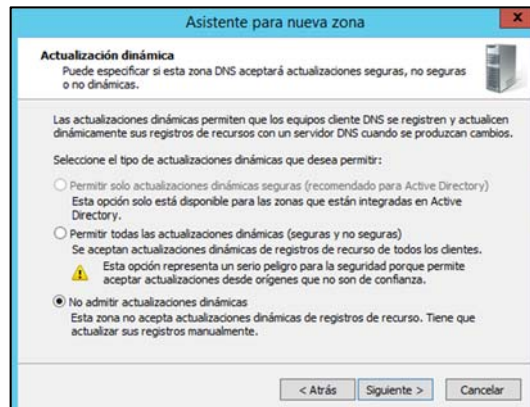 Asistente para nueva zona
x
Actualización dinámica
Puede especificar si esta zona DNS aceptará actualizaciones seguras, no seguras
o no dinámicas.
Las actualizaciones dinámicas permiten que los equipos cliente DNS se registren y actualicen
dinámicamente sus registros de recursos con un servidor DNS cuando se produzcan cambios.
Seleccione el tipo de actualizaciones dinámicas que desea permitir:
Permitir solo actualizaciones dinámicas seguras (recomendado para Active Directory)
Esta opción solo está disponible para las zonas que están integradas en Active
Directory.
Permitir todas las actualizaciones dinámicas (seguras y no seguras)
Se aceptan actualizaciones dinámicas de registros de recurso de todos los clientes.
Esta opción representa un serio peligro para la seguridad porque permite
aceptar actualizaciones desde orígenes que no son de confianza.
No admitir actualizaciones dinámicas
Esta zona no acepta actualizaciones dinámicas de registros de recurso. Tiene que
actualizar sus registros manualmente.
< Atrás Siguiente > Cancelar